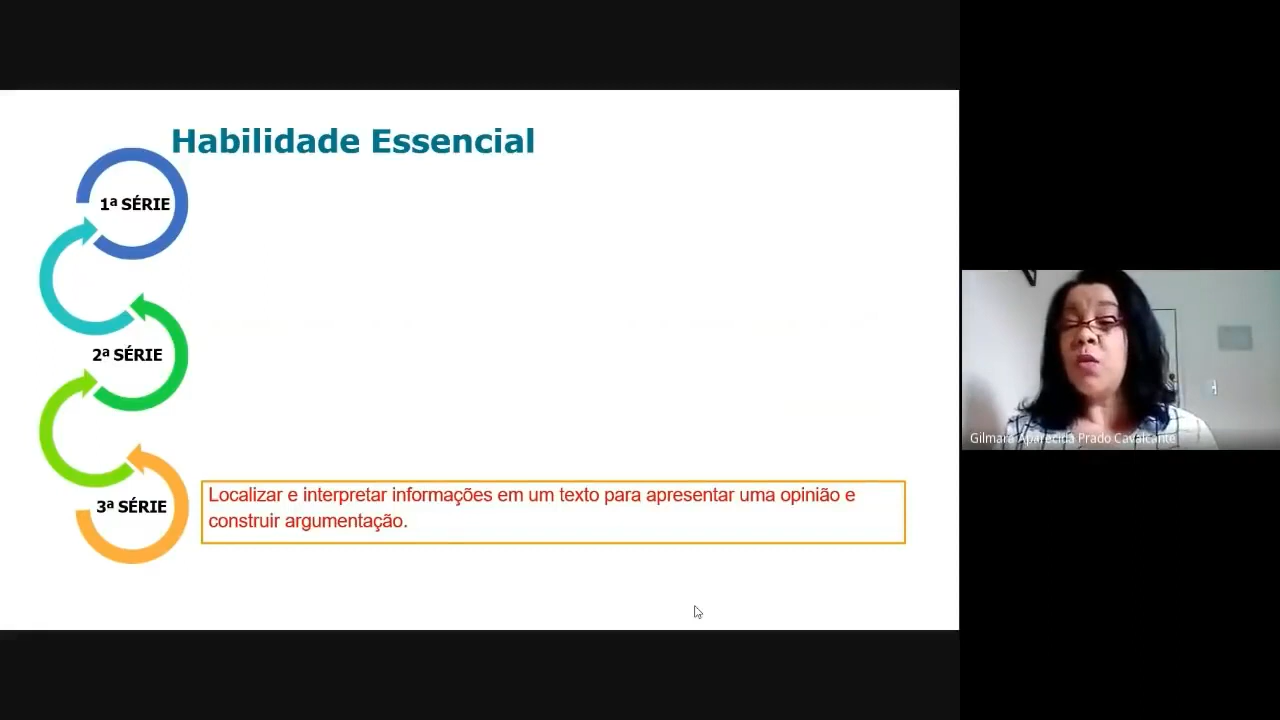 Habilidade Essencial
1ª SÉRIE
2ª SÉRIE
3ª SÉRIE
Localizar e interpretar informações em um texto para apresentar uma opinião e
construir argumentação.
Gilmara Aparecida Prado Cavalcante